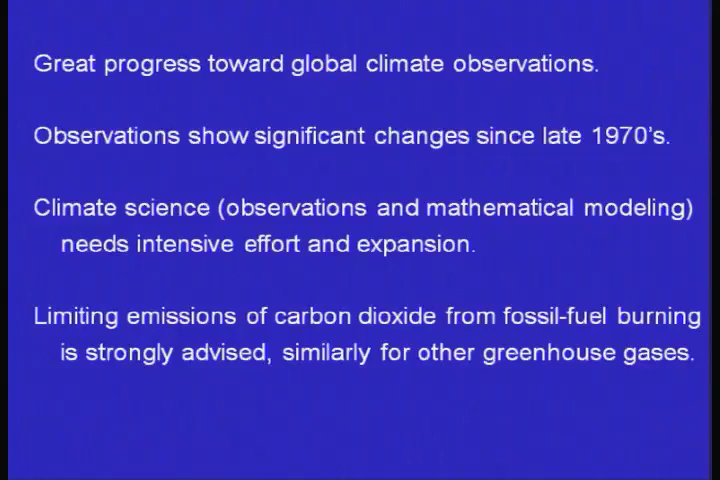 Great progress toward global climate observations.
Observations show significant changes since late 1970's.
Climate science (observations and mathematical modeling)
needs intensive effort and expansion.
Limiting emissions of carbon dioxide from fossil-fuel burning
is strongly advised, similarly for other greenhouse gases.